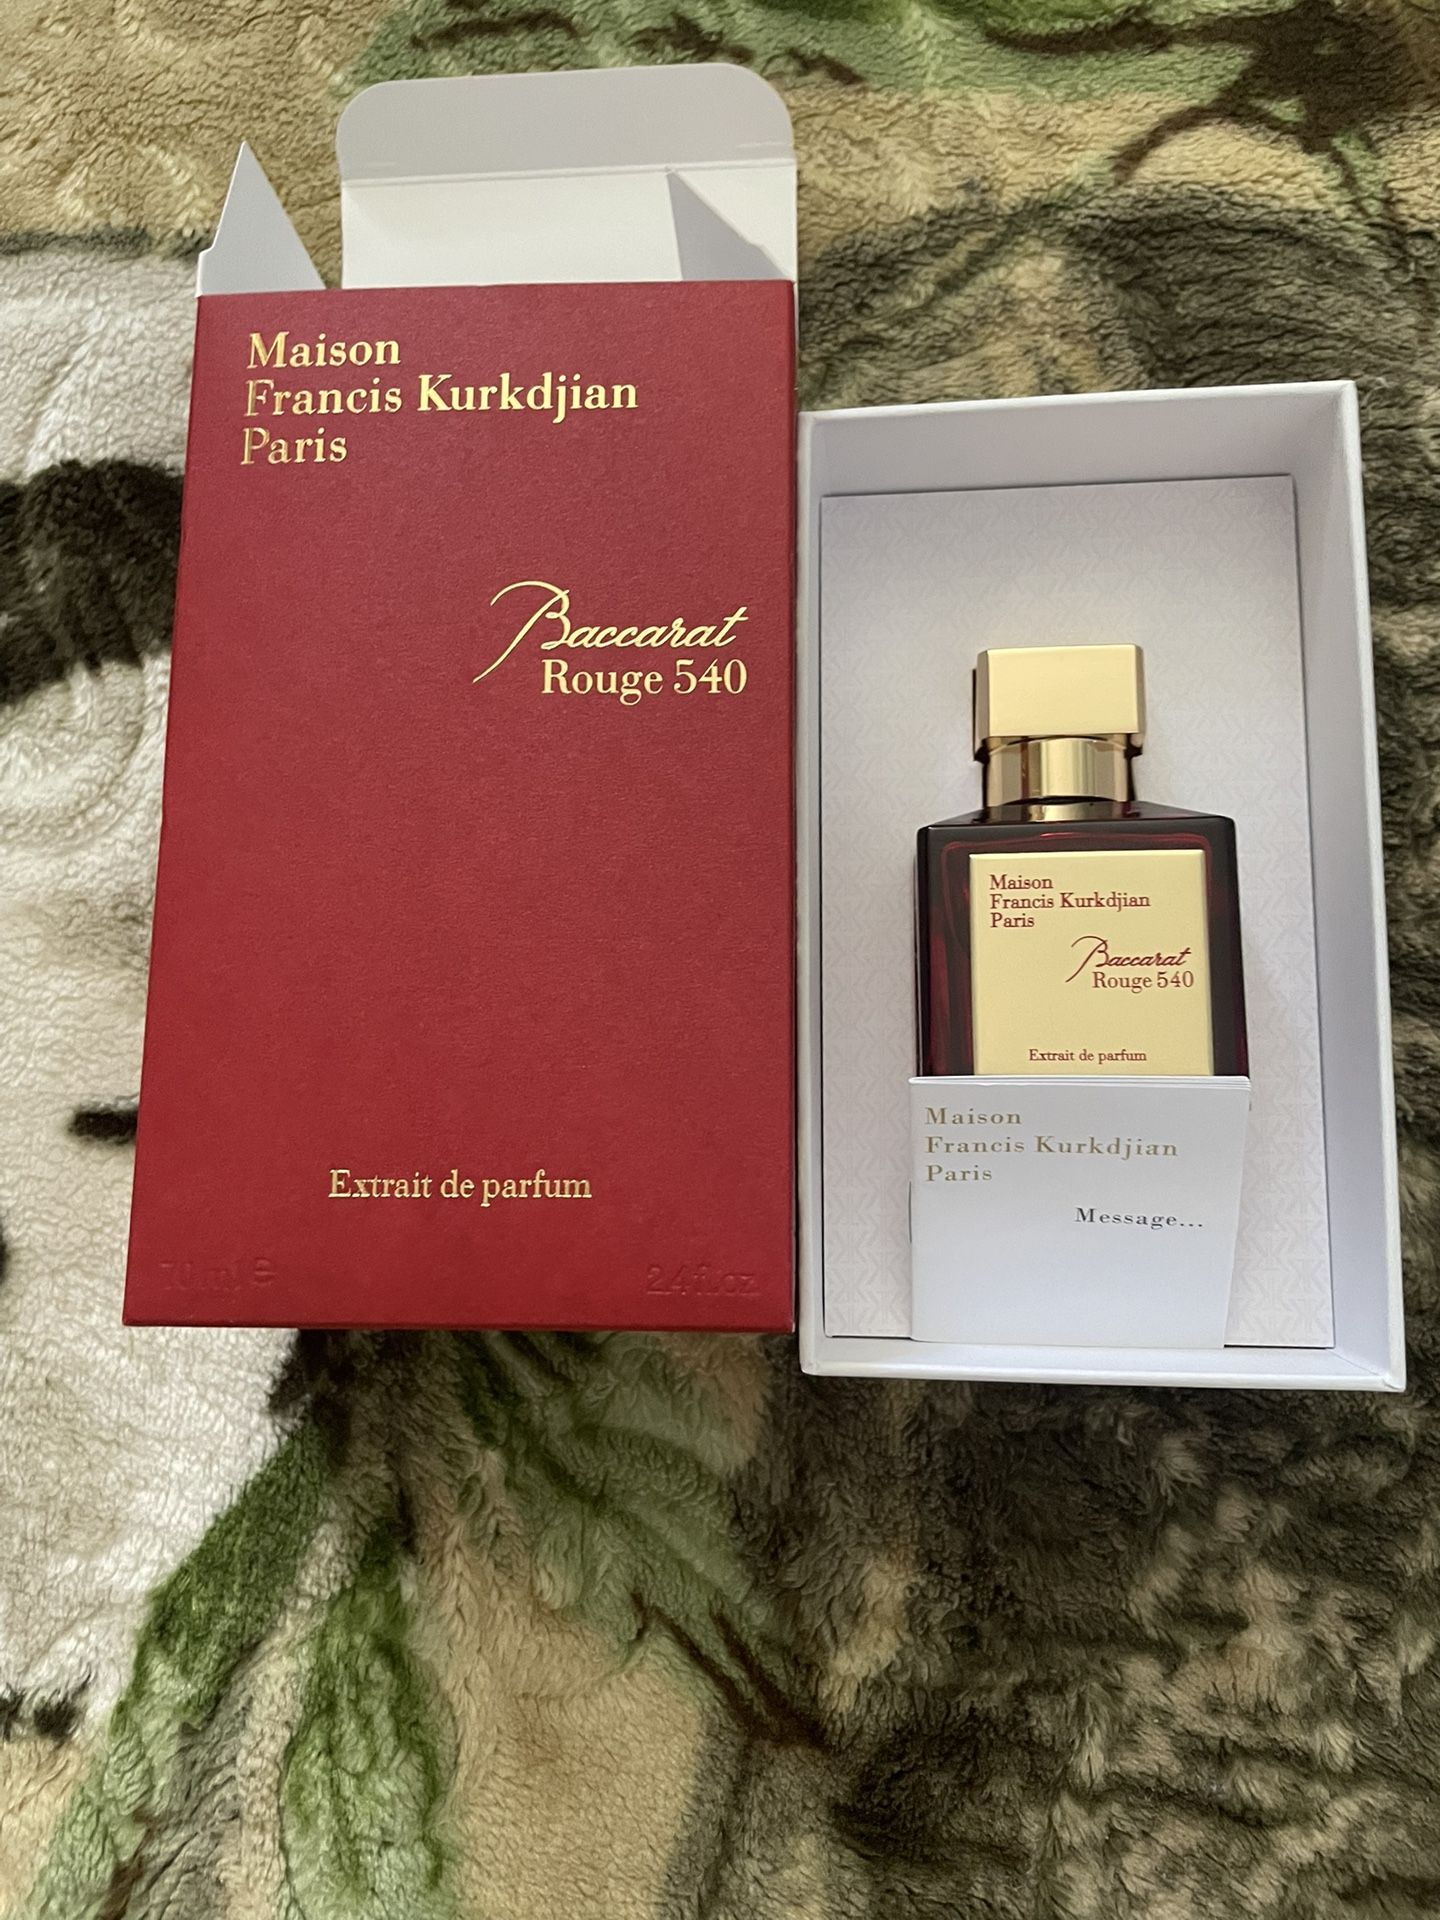 Maison
Francis Kurkdjian
Paris
Baccarat
Rouge 540
Extrait de parfum
70 ml e
2.4 fl.oz
Maison
Francis Kurkdjian
Paris
Baccarat
Rouge 540
Extrait de parfum
Maison
Francis Kurkdjian
Paris
Message...